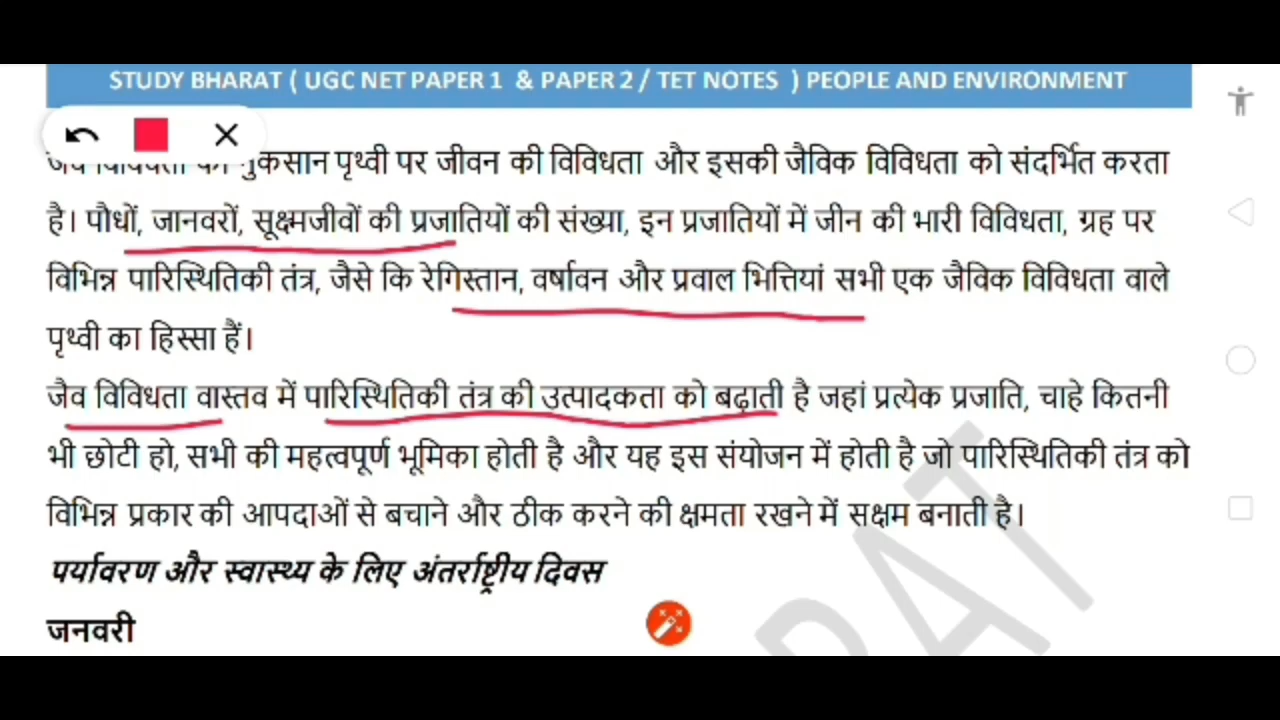 STUDY BHARAT ( UGC NET PAPER 1 & PAPER 2 / TET NOTES ) PEOPLE AND ENVIRONMENT
पृथ्वी पर जीवन की विविधता और इसकी जैविक विविधता को संदर्भित करता
है। पौधों, जानवरों, सूक्ष्मजीवों की प्रजातियों की संख्या, इन प्रजातियों में जीन की भारी विविधता, ग्रह पर
विभिन्न पारिस्थितिकी तंत्र, जैसे कि रेगिस्तान, वर्षावन और प्रवाल भित्तियां सभी एक जैविक विविधता वाले
पृथ्वी का हिस्सा हैं।
जैव विविधता वास्तव में पारिस्थितिकी तंत्र की उत्पादकता को बढ़ाती है जहां प्रत्येक प्रजाति, चाहे कितनी
भी छोटी हो, सभी की महत्वपूर्ण भूमिका होती है और यह इस संयोजन में होती है जो पारिस्थितिकी तंत्र को
विभिन्न प्रकार की आपदाओं से बचाने और ठीक करने की क्षमता रखने में सक्षम बनाती है।
पर्यावरण और स्वास्थ्य के लिए अंतर्राष्ट्रीय दिवस
जनवरी